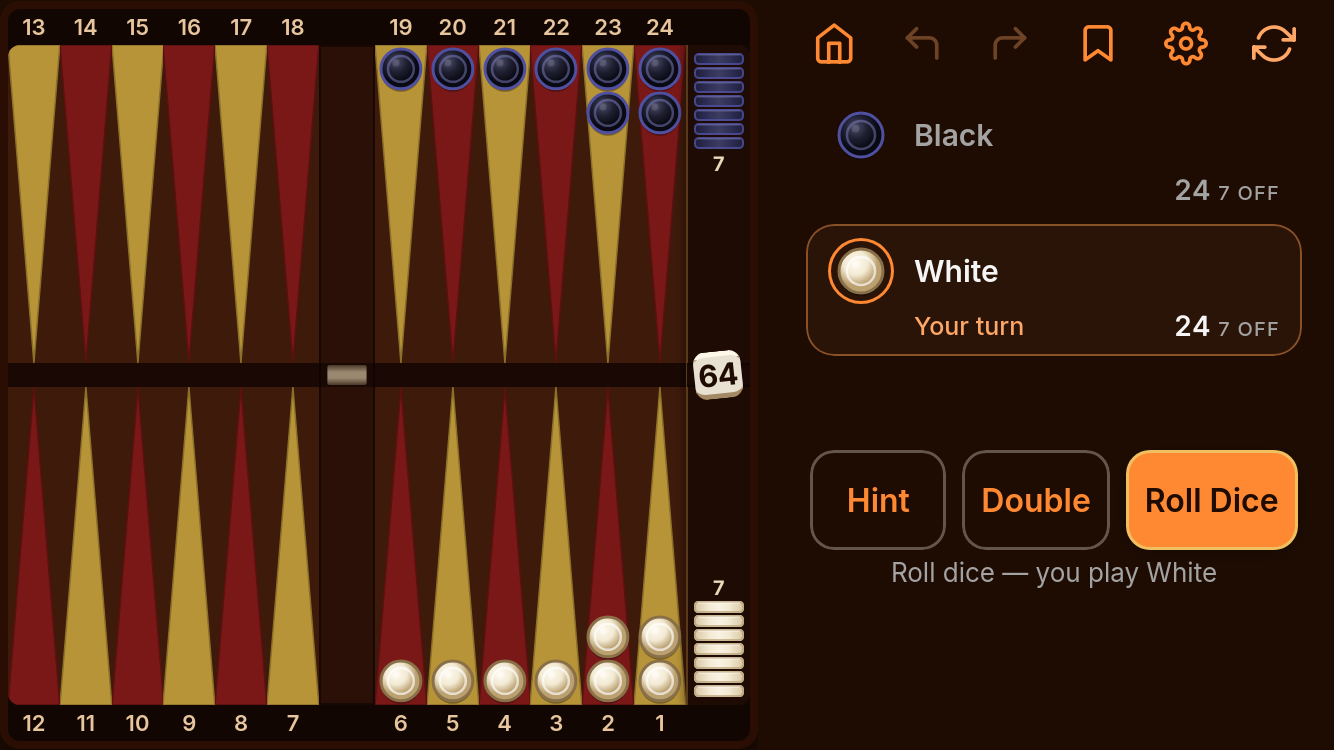 13 14 15 16 17 18 19 20 21 22 23 24
7
Black
24 7 OFF
White
Your turn 24 7 OFF
64
Hint Double Roll Dice
Roll dice — you play White
7
12 11 10 9 8 7 6 5 4 3 2 1